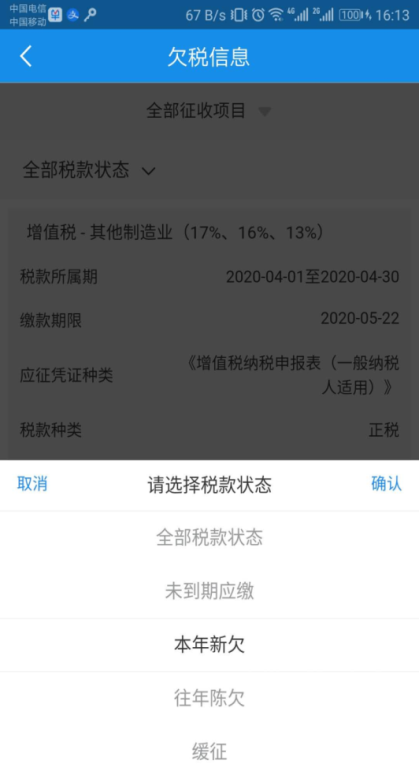 中国电信
中国移动
67 B/s 4G 2G 100 16:13
欠税信息
全部征收项目
全部税款状态
增值税 - 其他制造业（17%、16%、13%）
税款所属期 2020-04-01至2020-04-30
缴款期限 2020-05-22
应征凭证种类 《增值税纳税申报表（一般纳税
人适用）》
税款种类 正税
取消 请选择税款状态 确认
全部税款状态
未到期应缴
本年新欠
往年陈欠
缓征